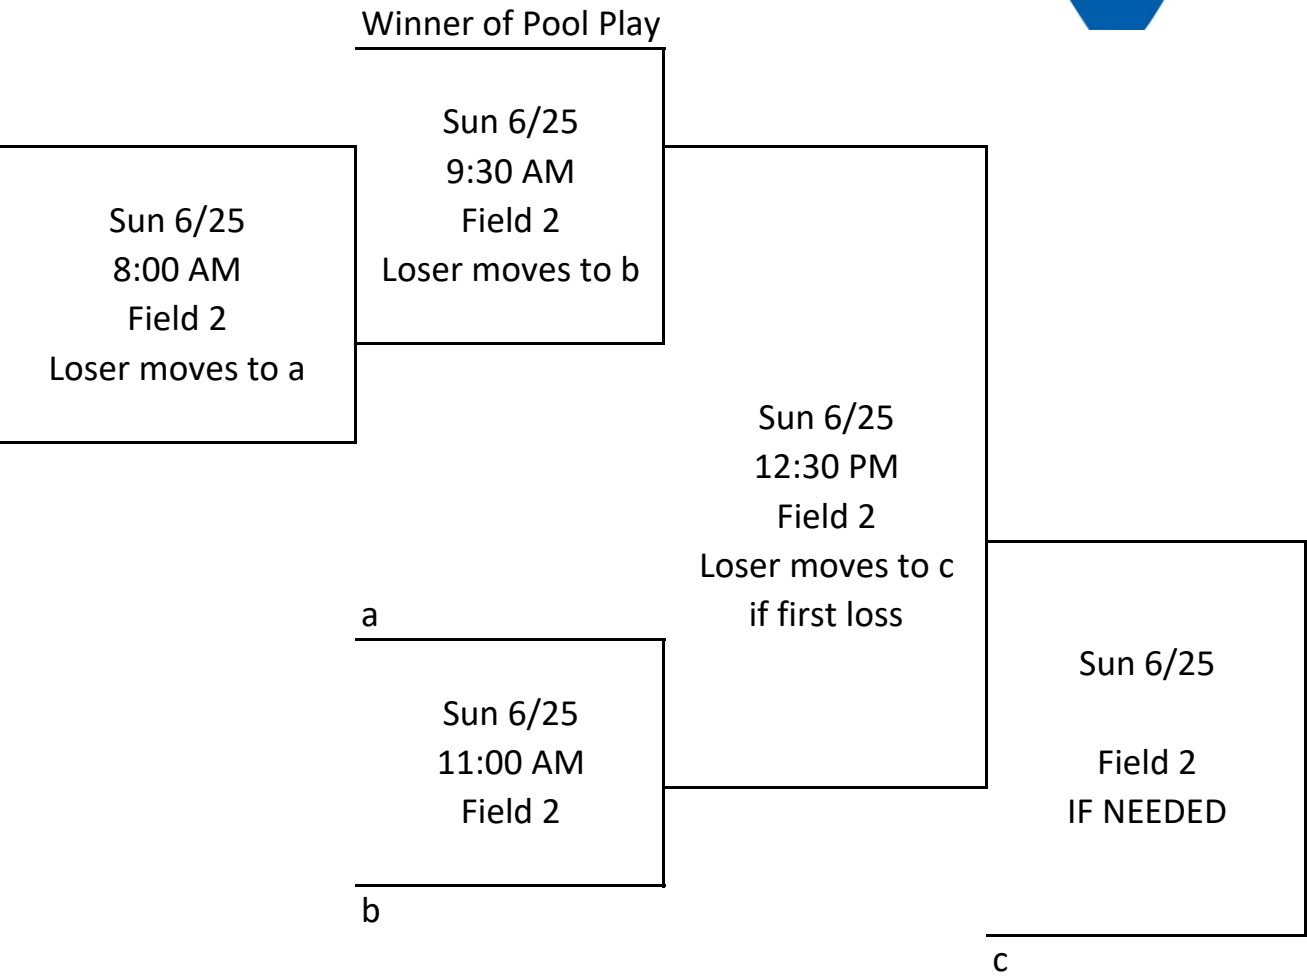 Winner of Pool Play
Sun 6/25
9:30 AM
Field 2
Loser moves to b
Sun 6/25
8:00 AM
Field 2
Loser moves to a
Sun 6/25
12:30 PM
Field 2
Loser moves to c
if first loss
a
Sun 6/25
11:00 AM
Field 2
b
Sun 6/25
Field 2
IF NEEDED
c